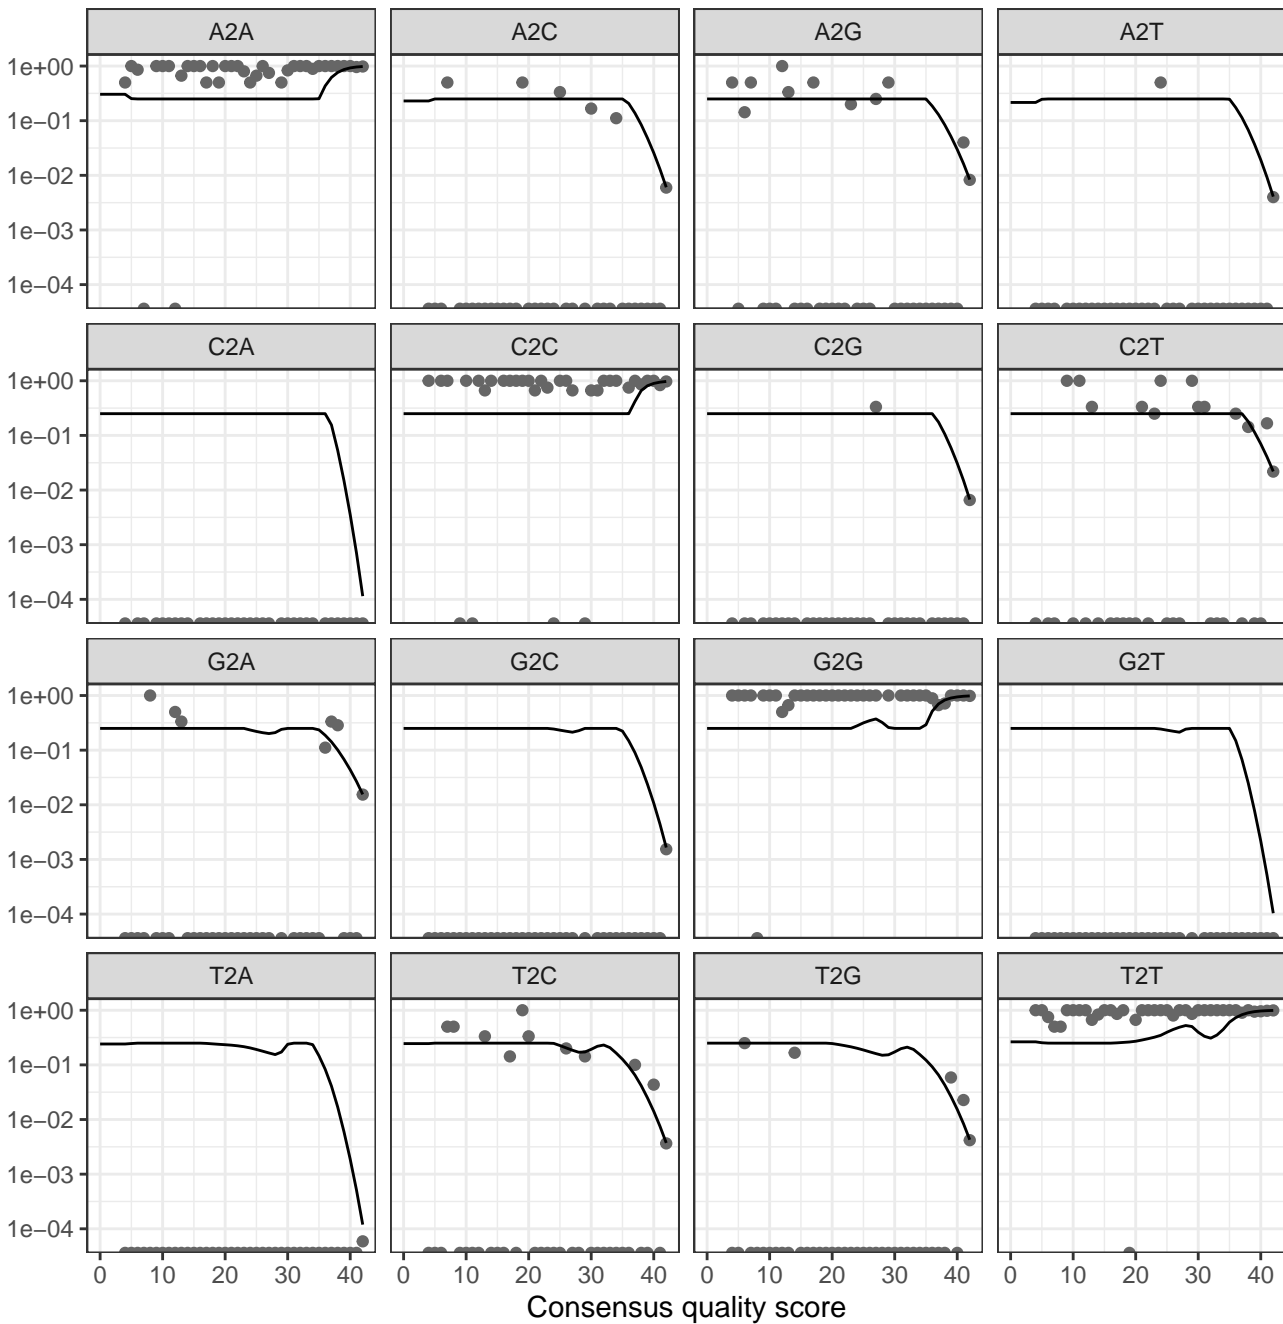 A2A A2C A2G A2T
1e+00
1e−01
1e−02
1e−03
1e−04
C2A C2C C2G C2T
1e+00
1e−01
1e−02
1e−03
1e−04
G2A G2C G2G G2T
1e+00
1e−01
1e−02
1e−03
1e−04
T2A T2C T2G T2T
1e+00
1e−01
1e−02
1e−03
1e−04
0 10 20 30 40 0 10 20 30 40 0 10 20 30 40 0 10 20 30 40
Consensus quality score